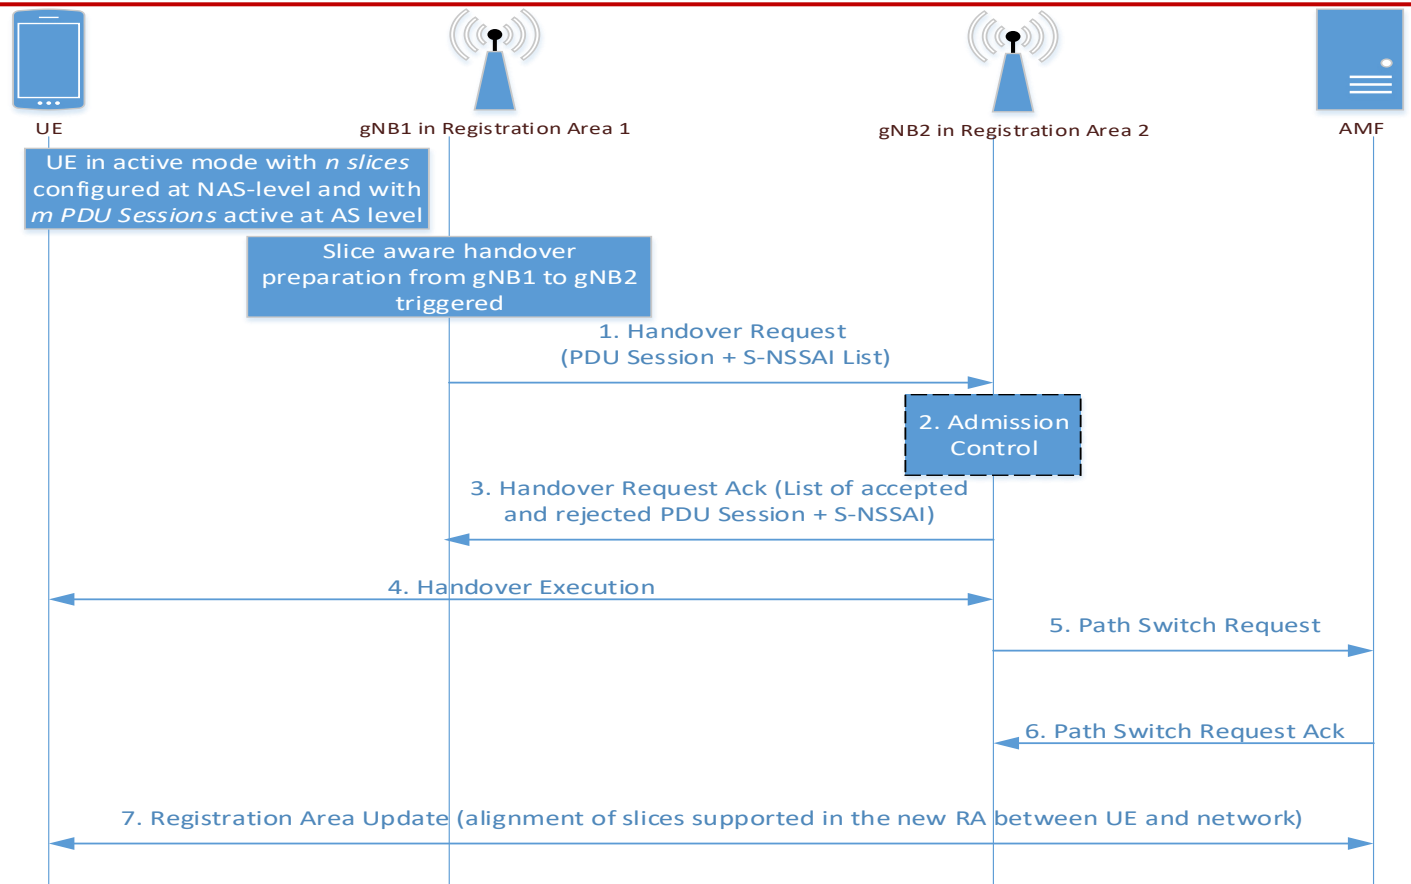 UE
gNB1 in Registration Area 1
gNB2 in Registration Area 2
AMF
UE in active mode with n slices
configured at NAS-level and with
m PDU Sessions active at AS level
Slice aware handover
preparation from gNB1 to gNB2
triggered
1. Handover Request
(PDU Session + S-NSSAI List)
2. Admission
Control
3. Handover Request Ack (List of accepted
and rejected PDU Session + S-NSSAI)
4. Handover Execution
5. Path Switch Request
6. Path Switch Request Ack
7. Registration Area Update (alignment of slices supported in the new RA between UE and network)